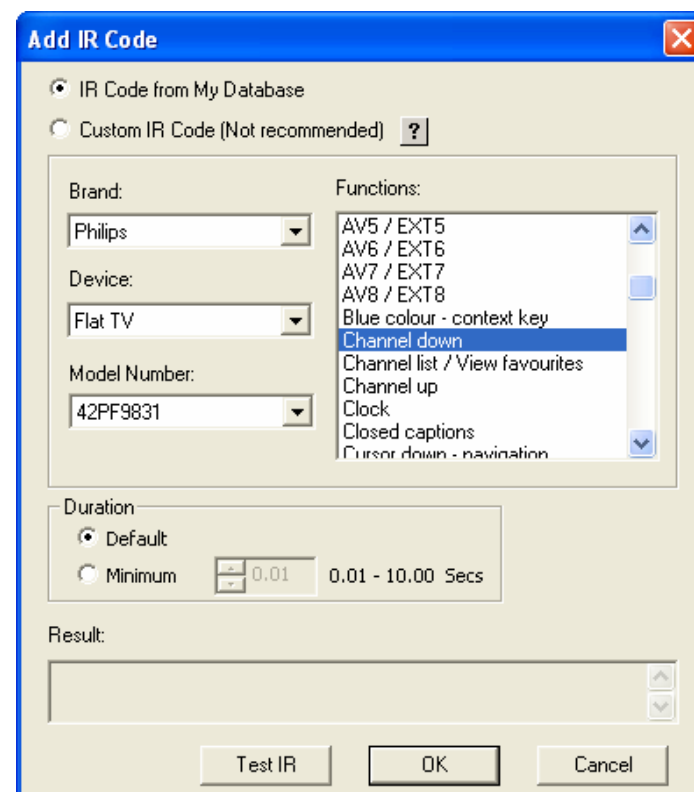 Add IR Code
IR Code from My Database
Custom IR Code (Not recommended) ?
Brand:
Philips
Device:
Flat TV
Model Number:
42PF9831
Functions:
AV5 / EXT5
AV6 / EXT6
AV7 / EXT7
AV8 / EXT8
Blue colour - context key
Channel down
Channel list / View favourites
Channel up
Clock
Closed captions
Cursor down - navigation
Duration
Default
Minimum 0.01 0.01 - 10.00 Secs
Result:
Test IR OK Cancel